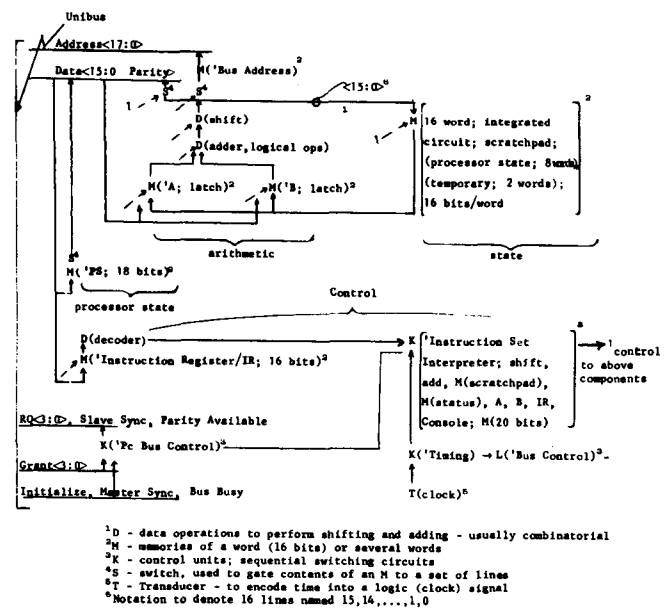 Unibus
Address<17:0>
M('Bus Address)2
Data<15:0 Parity>
S4 S4
<15:0>6
1
1
D(shift)
M
1
16 word; integrated
circuit; scratchpad;
(processor state; 8 words)
(temporary; 2 words);
16 bits/word
2
D(adder,logical ops)
M('A; latch)2
M('B; latch)2
arithmetic
state
S4
M('PS; 18 bits)2
processor state
Control
D(decoder)
M('Instruction Register/IR; 16 bits)2
K
'Instruction Set
Interpreter; shift,
add, M(scratchpad),
M(status), A, B, IR,
Console; M(20 bits)
1 control
to above
components
RQ<3:0>, Slave Sync, Parity Available
K('Pc Bus Control)3
K('Timing) → L('Bus Control)3
Grant<3:0>
Initialize, Master Sync, Bus Busy
T(clock)5
1D - data operations to perform shifting and adding - usually combinatorial
2M - memories of a word (16 bits) or several words
3K - control units; sequential switching circuits
4S - switch, used to gate contents of an M to a set of lines
5T - Transducer - to encode time into a logic (clock) signal
6Notation to denote 16 lines named 15,14,...,1,0